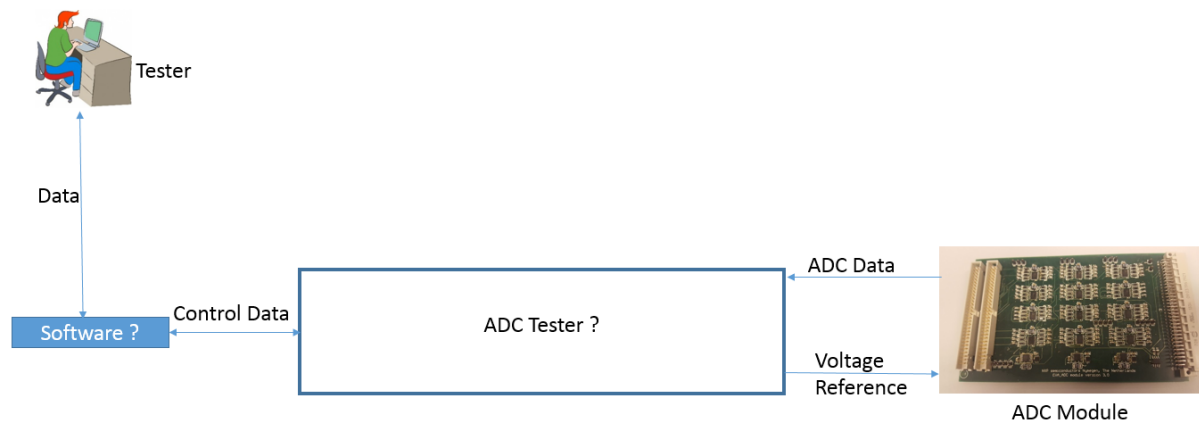 Tester
Data
ADC Data
Control Data
Software ?
ADC Tester ?
Voltage
Reference
ADC Module